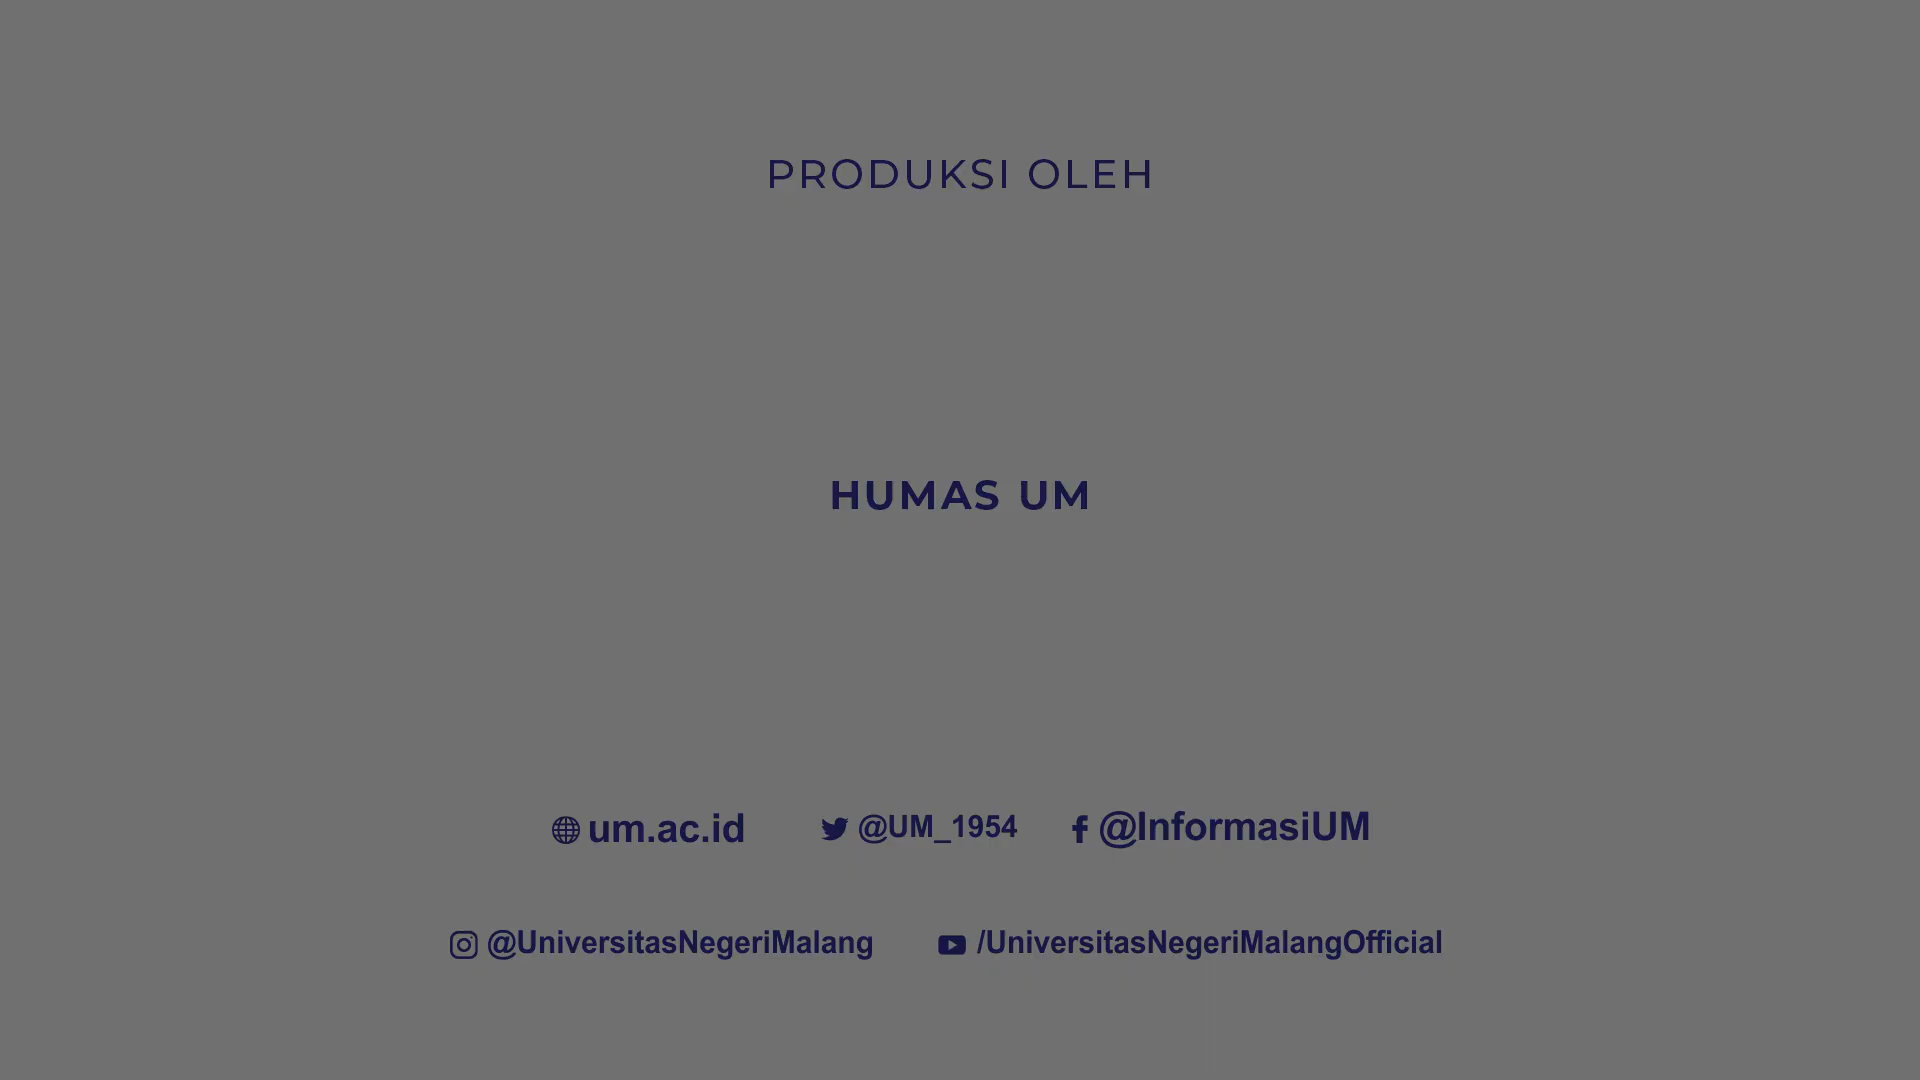 PRODUKSI OLEH
HUMAS UM
um.ac.id @UM_1954 @InformasiUM
@UniversitasNegeriMalang /UniversitasNegeriMalangOfficial